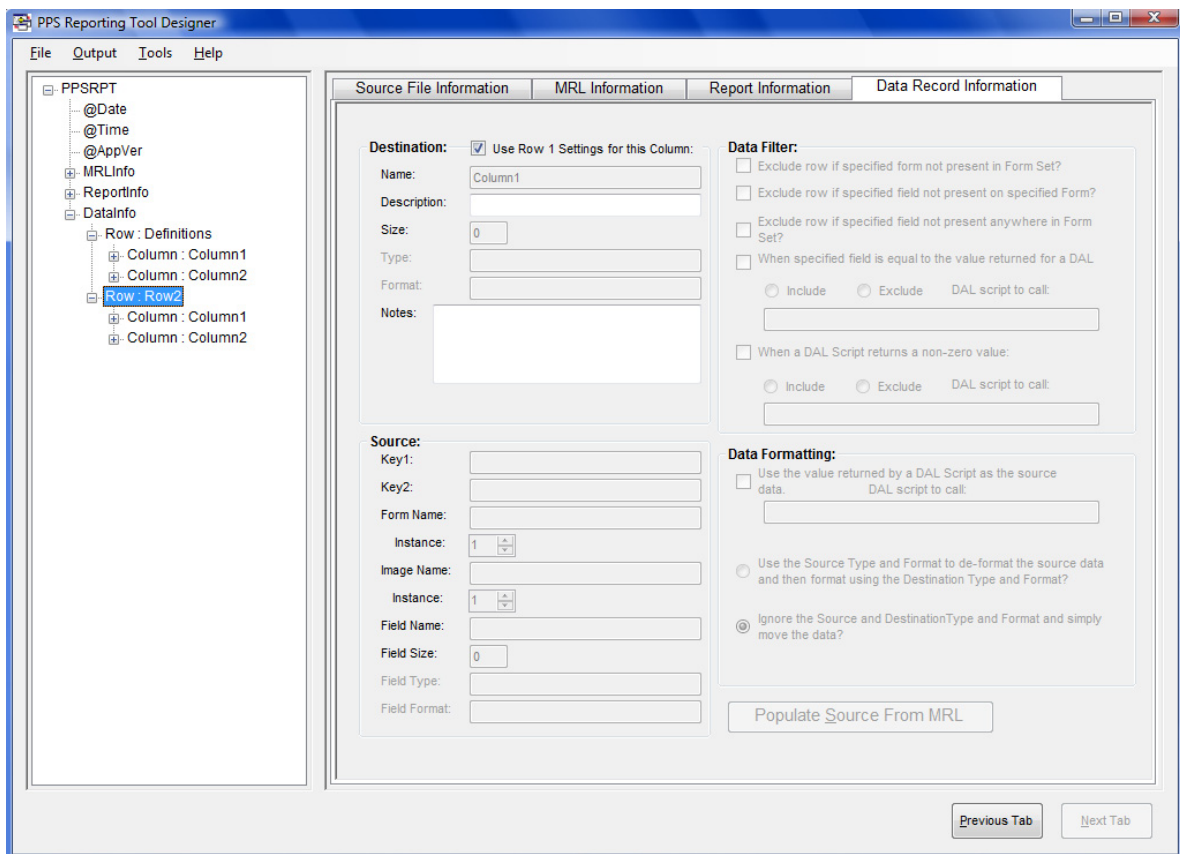 PPS Reporting Tool Designer
File Output Tools Help
PPSRPT
@Date
@Time
@AppVer
MRLInfo
ReportInfo
DataInfo
Row : Definitions
Column : Column1
Column : Column2
Row : Row2
Column : Column1
Column : Column2
Source File Information
MRL Information
Report Information
Data Record Information
Destination:
Use Row 1 Settings for this Column:
Name:
Column1
Description:
Size:
0
Type:
Format:
Notes:
Source:
Key1:
Key2:
Form Name:
Instance:
1
Image Name:
Instance:
1
Field Name:
Field Size:
0
Field Type:
Field Format:
Data Filter:
Exclude row if specified form not present in Form Set?
Exclude row if specified field not present on specified Form?
Exclude row if specified field not present anywhere in Form
Set?
When specified field is equal to the value returned for a DAL
Include Exclude DAL script to call:
When a DAL Script returns a non-zero value:
Include Exclude DAL script to call:
Data Formatting:
Use the value returned by a DAL Script as the source
data. DAL script to call:
Use the Source Type and Format to de-format the source data
and then format using the Destination Type and Format?
Ignore the Source and DestinationType and Format and simply
move the data?
Populate Source From MRL
Previous Tab
Next Tab